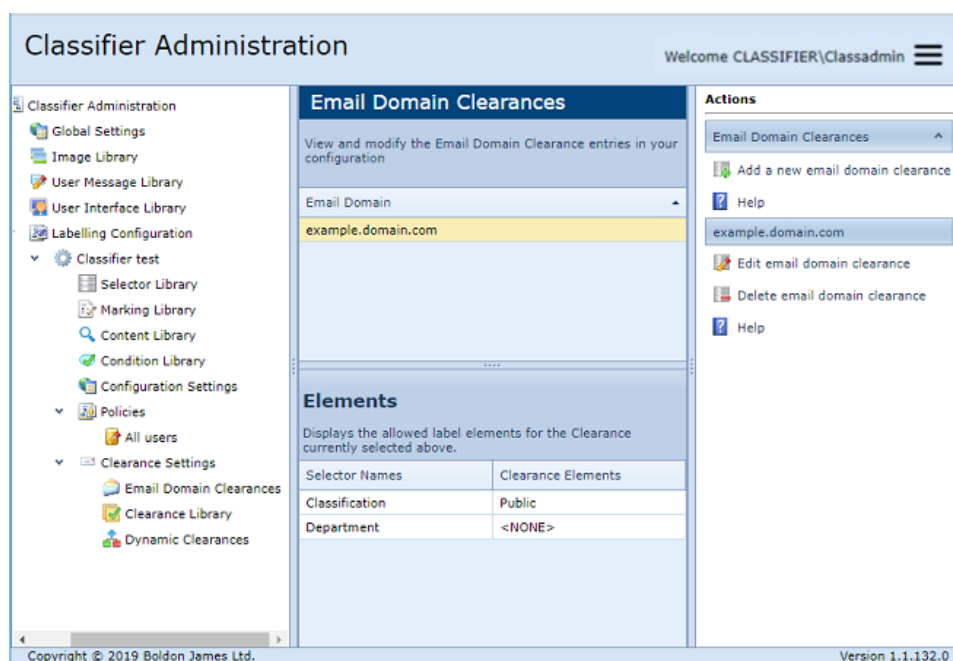 Classifier Administration
Welcome CLASSIFIER\Classadmin
Classifier Administration
Global Settings
Image Library
User Message Library
User Interface Library
Labelling Configuration
Classifier test
Selector Library
Marking Library
Content Library
Condition Library
Configuration Settings
Policies
All users
Clearance Settings
Email Domain Clearances
Clearance Library
Dynamic Clearances
Email Domain Clearances
View and modify the Email Domain Clearance entries in your
configuration
Email Domain
example.domain.com
Elements
Displays the allowed label elements for the Clearance
currently selected above.
Selector Names Clearance Elements
Classification Public
Department <NONE>
Actions
Email Domain Clearances
Add a new email domain clearance
Help
example.domain.com
Edit email domain clearance
Delete email domain clearance
Help
Copyright © 2019 Boldon James Ltd.
Version 1.1.132.0